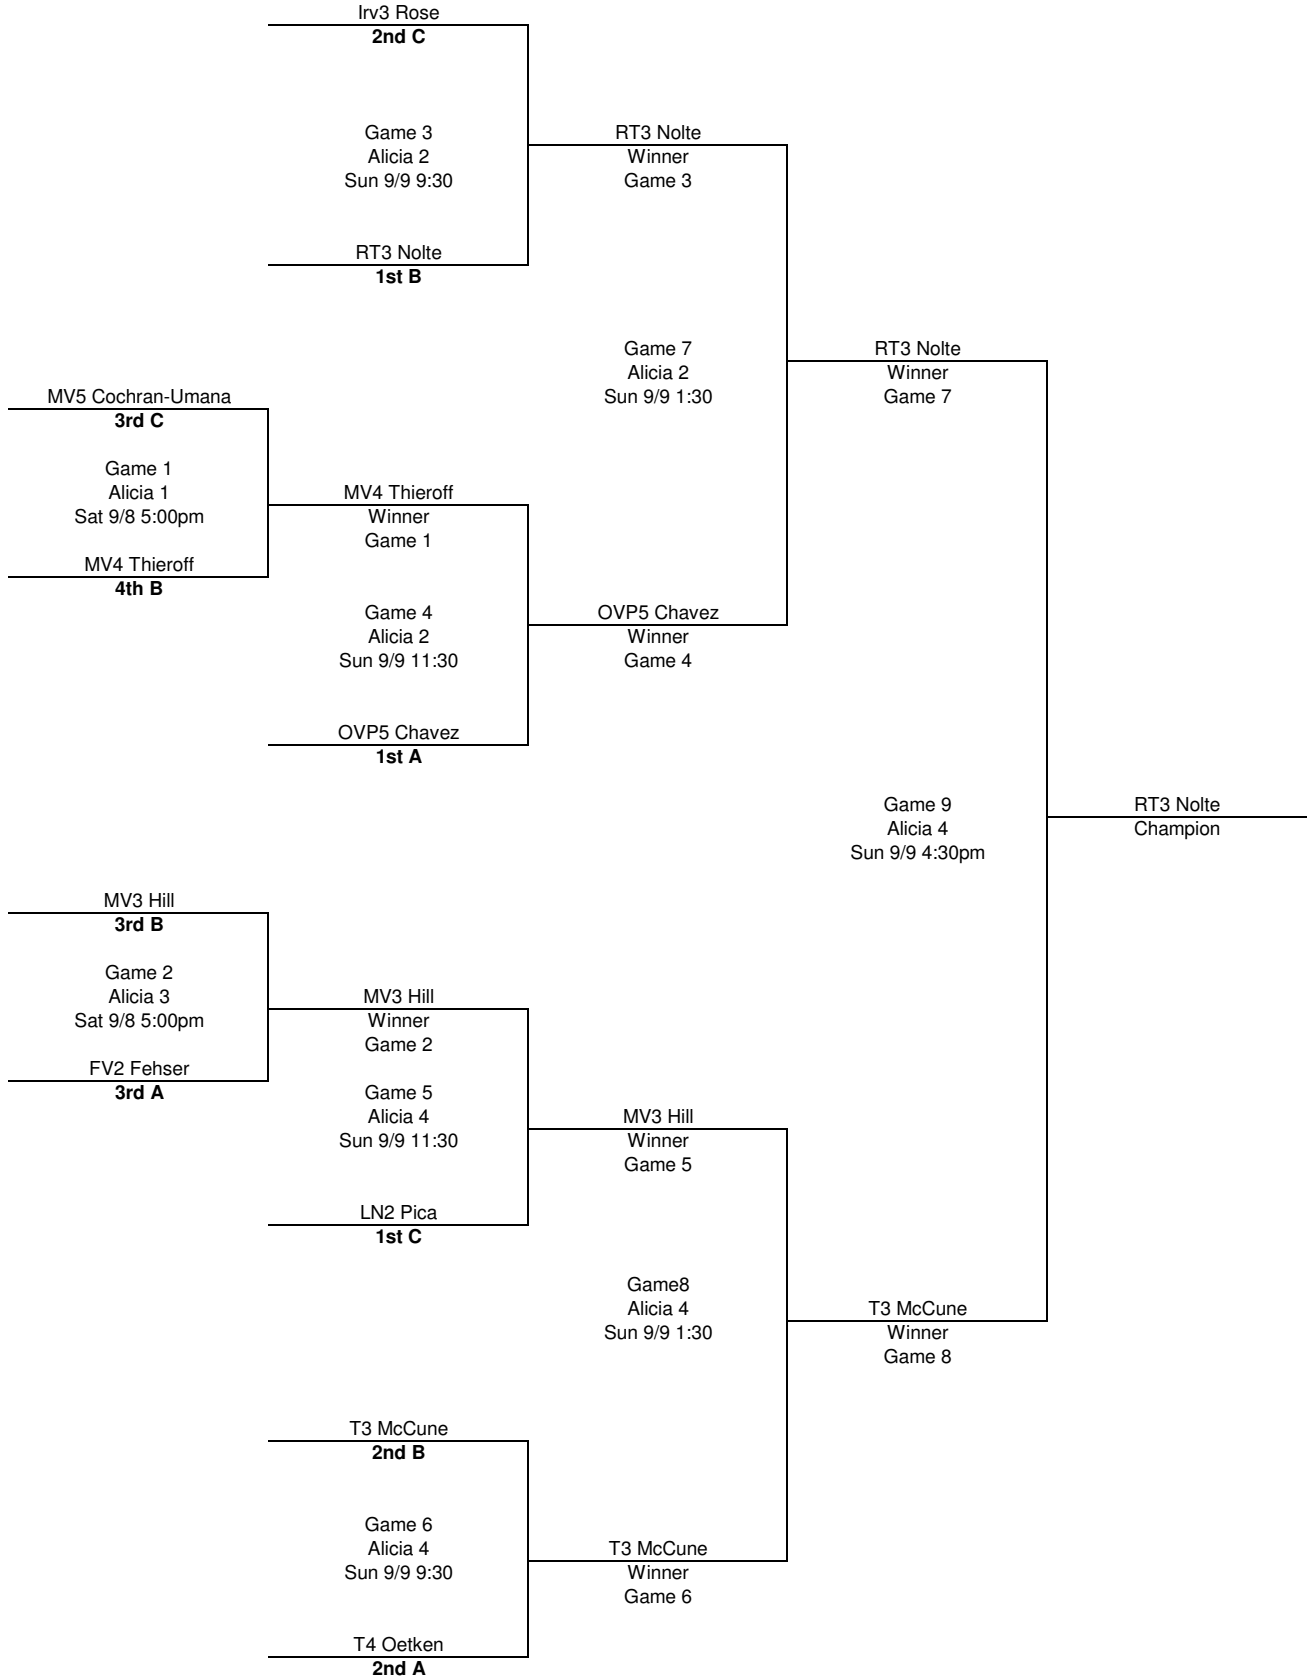 Irv3 Rose
2nd C
Game 3
Alicia 2
Sun 9/9 9:30
RT3 Nolte
Winner
Game 3
RT3 Nolte
1st B
Game 7
Alicia 2
Sun 9/9 1:30
RT3 Nolte
Winner
Game 7
MV5 Cochran-Umana
3rd C
Game 1
Alicia 1
Sat 9/8 5:00pm
MV4 Thieroff
Winner
Game 1
MV4 Thieroff
4th B
Game 4
Alicia 2
Sun 9/9 11:30
OVP5 Chavez
Winner
Game 4
OVP5 Chavez
1st A
Game 9
Alicia 4
Sun 9/9 4:30pm
RT3 Nolte
Champion
MV3 Hill
3rd B
Game 2
Alicia 3
Sat 9/8 5:00pm
MV3 Hill
Winner
Game 2
FV2 Fehser
3rd A
Game 5
Alicia 4
Sun 9/9 11:30
MV3 Hill
Winner
Game 5
LN2 Pica
1st C
Game8
Alicia 4
Sun 9/9 1:30
T3 McCune
Winner
Game 8
T3 McCune
2nd B
Game 6
Alicia 4
Sun 9/9 9:30
T3 McCune
Winner
Game 6
T4 Oetken
2nd A